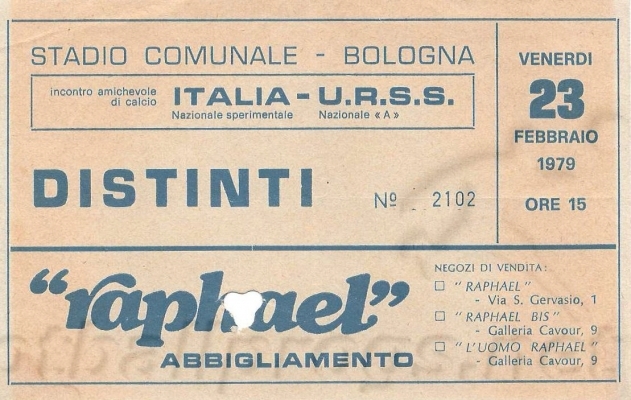 STADIO COMUNALE - BOLOGNA
incontro amichevole
di calcio
ITALIA - U.R.S.S.
Nazionale sperimentale Nazionale «A»
DISTINTI
Nº 2102
VENERDI
23
FEBBRAIO
1979
ORE 15
"raphael"
ABBIGLIAMENTO
NEGOZI DI VENDITA:
□ "RAPHAEL"
- Via S. Gervasio, 1
□ "RAPHAEL BIS"
- Galleria Cavour, 9
□ "L'UOMO RAPHAEL"
- Galleria Cavour, 9